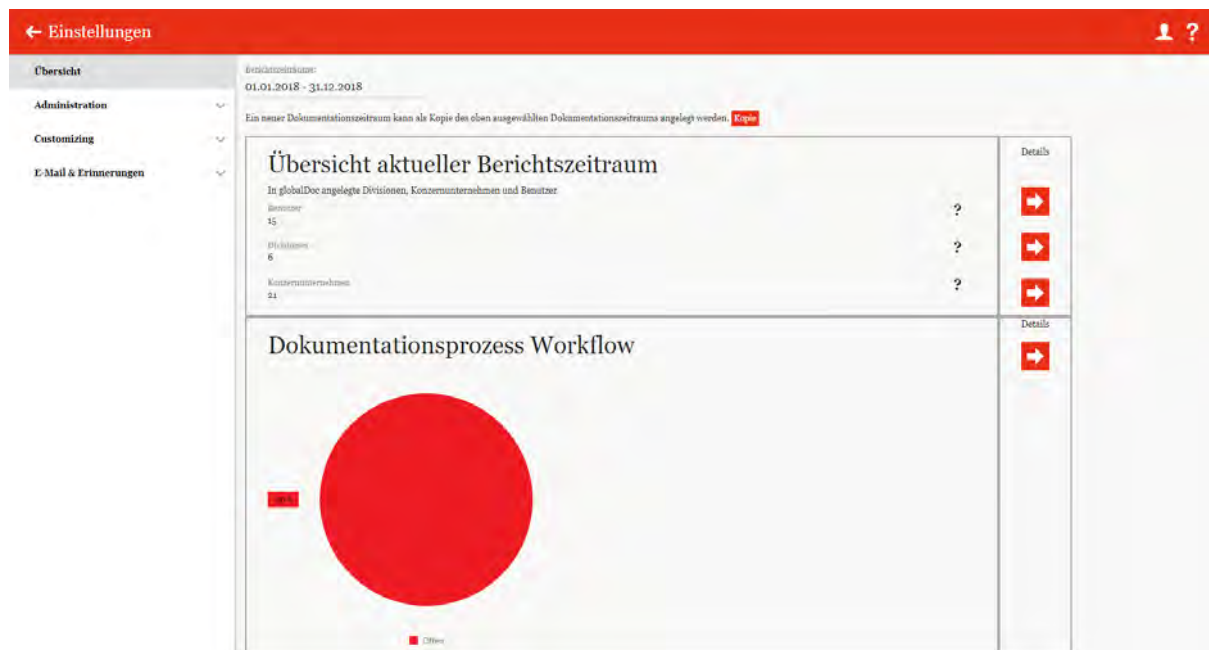 ← Einstellungen
?
Übersicht
Administration
Customizing
E-Mail & Erinnerungen
Berichtszeiträume:
01.01.2018 - 31.12.2018
Ein neuer Dokumentationszeitraum kann als Kopie des oben ausgewählten Dokumentationszeitraums angelegt werden. Kopie
Übersicht aktueller Berichtszeitraum
Details
In globalDoc angelegte Divisionen, Konzernunternehmen und Benutzer
Benutzer
?
15
Divisionen
?
6
Konzernunternehmen
?
21
Dokumentationsprozess Workflow
Details
Offen